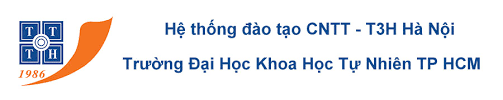 T T
T H
1986
Hệ thống đào tạo CNTT - T3H Hà Nội
Trường Đại Học Khoa Học Tự Nhiên TP HCM